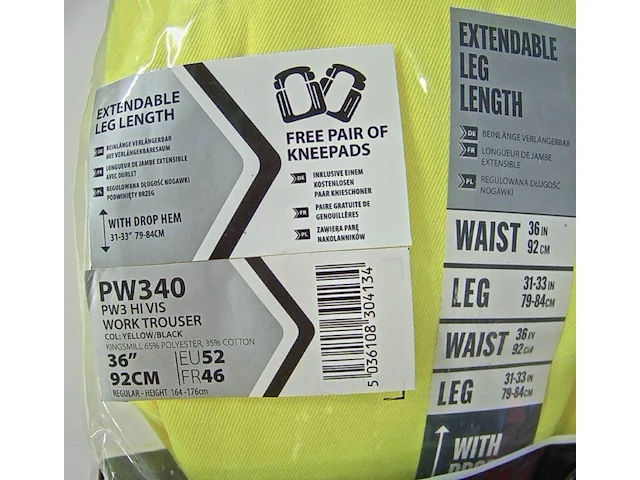 EXTENDABLE
LEG LENGTH
DE BEINLÄNGE VERLÄNGERBAR
MIT VERLÄNGERBARESAUM
FR LONGUEUR DE JAMBE EXTENSIBLE
AVEC OURLET
PL REGULOWANA DŁUGOŚĆ NOGAWKI
PODWINIĘTY BRZEG
WITH DROP HEM
31-33" 79-84CM
FREE PAIR OF
KNEEPADS
DE INKLUSIVE EINEM
KOSTENLOSEN
PAAR KNIESCHONER
FR PAIRE GRATUITE DE
GENOUILLÈRES
PL ZAWIERA PARĘ
NAKOLANNIKÓW
PW340
PW3 HI VIS
WORK TROUSER
COL: YELLOW/BLACK
KINGSMILL 65% POLYESTER, 35% COTTON
36" EU52
92CM FR46
REGULAR - HEIGHT 164-176cm
5 036108 304134
EXTENDABLE
LEG
LENGTH
DE BEINLÄNGE VERLÄNGERBAR
FR LONGUEUR DE JAMBE
EXTENSIBLE
PL REGULOWANA DŁUGOŚĆ
NOGAWKI
WAIST 36 IN
92 CM
LEG 31-33 IN
79-84CM
WAIST 36 IN
92 CM
LEG 31-33 IN
79-84CM
WITH